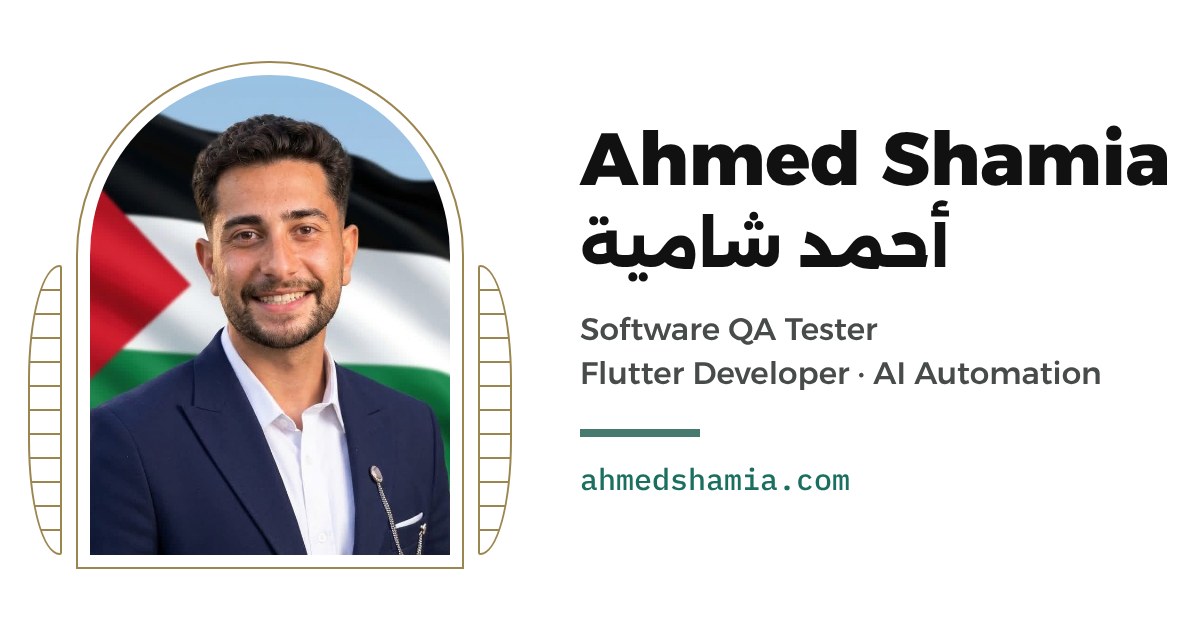 Ahmed Shamia
أحمد شامية
Software QA Tester
Flutter Developer · AI Automation
ahmedshamia.com